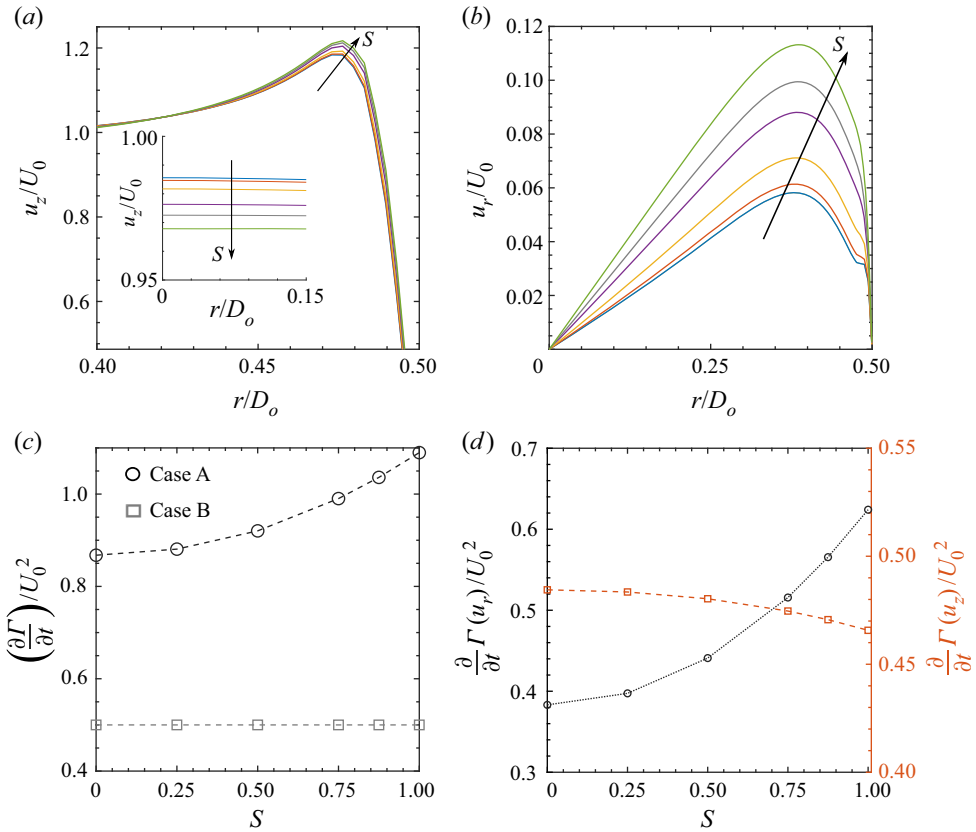 (a)
1.2
1.0
0.8
0.6
u_z/U_0
S
1.00
0.95
u_z/U_0
S
0
0.15
r/D_o
0.40
0.45
0.50
r/D_o
(b)
0.12
0.10
0.08
0.06
0.04
0.02
u_r/U_0
S
0
0.25
0.50
r/D_o
(c)
1.0
0.8
0.6
0.4
(∂Γ/∂t)/U_0^2
Case A
Case B
0
0.25
0.50
0.75
1.00
S
(d)
0.7
0.6
0.5
0.4
0.3
∂/∂t Γ(u_r)/U_0^2
0.55
0.50
0.45
0.40
∂/∂t Γ(u_z)/U_0^2
0
0.25
0.50
0.75
1.00
S